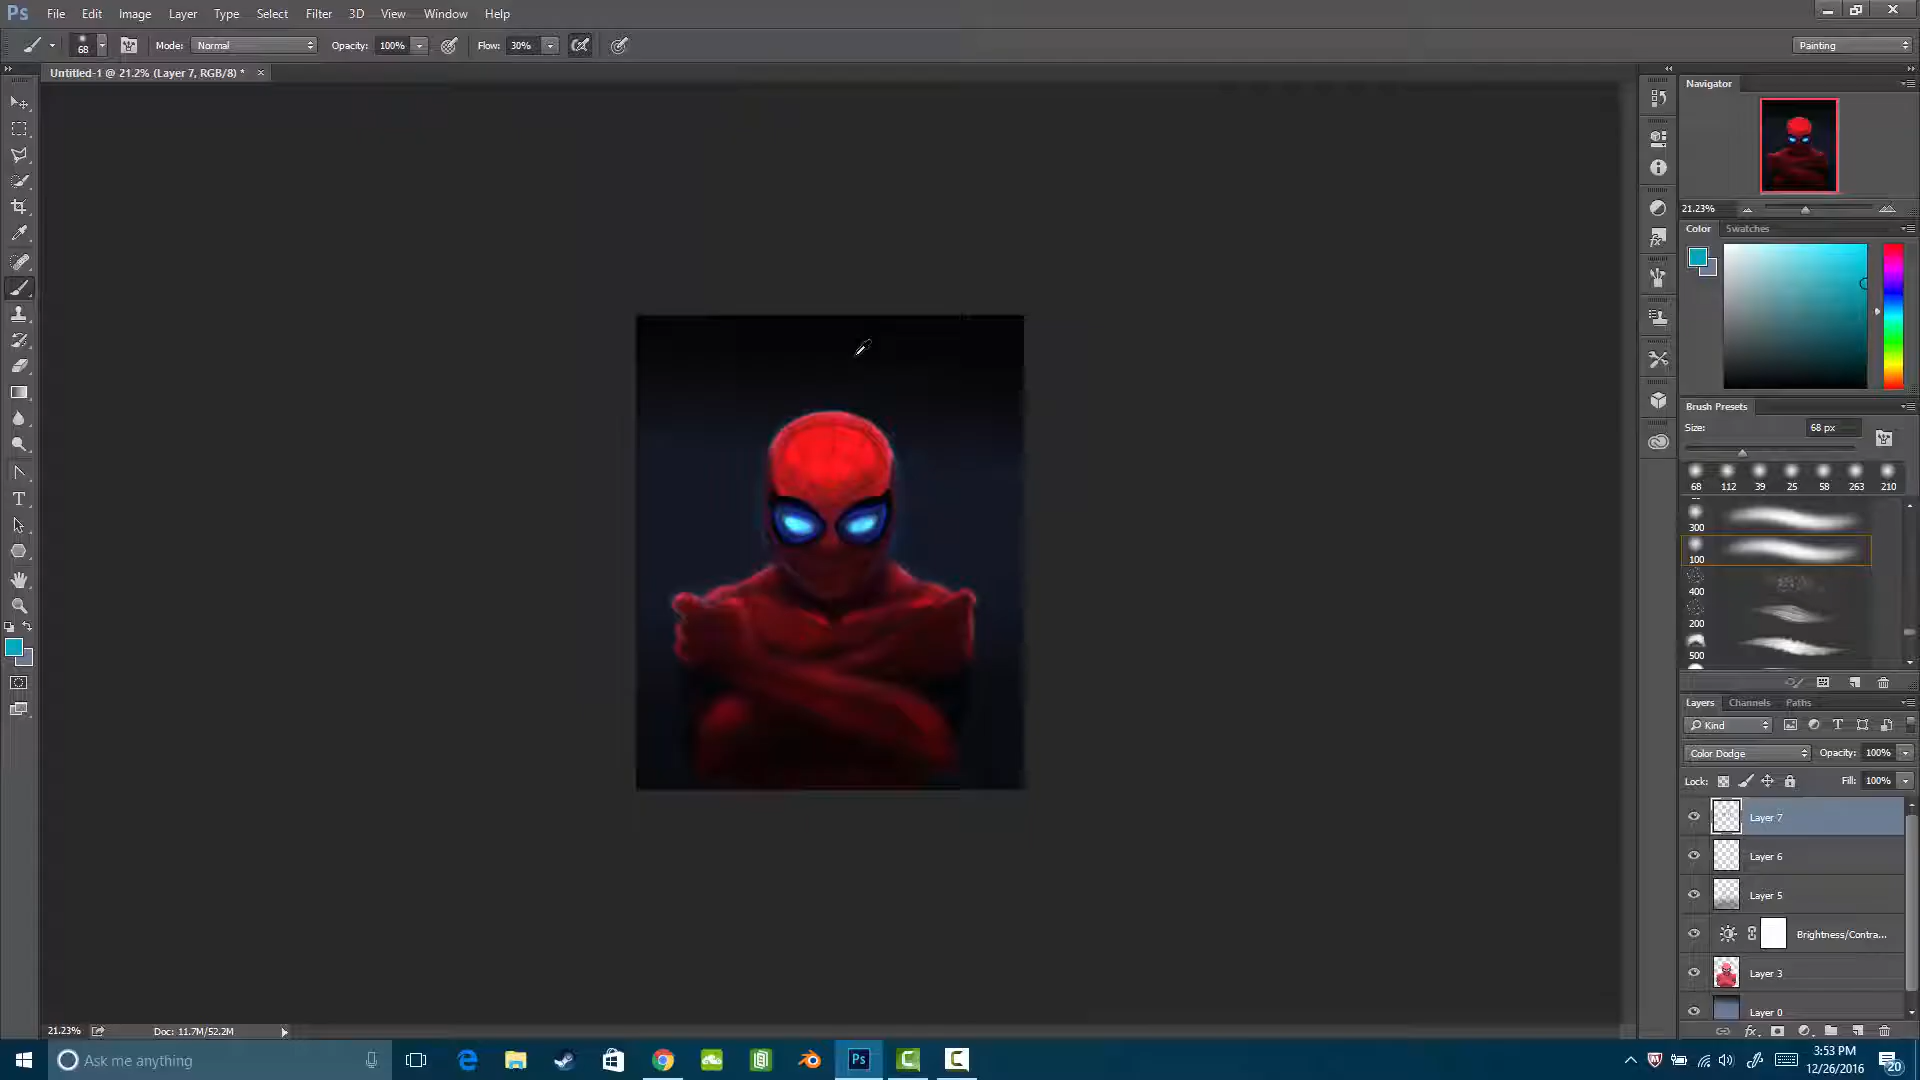 Ps File Edit Image Layer Type Select Filter 3D View Window Help
68 Mode: Normal Opacity: 100% Flow: 30% Painting
Untitled-1 @ 21.2% (Layer 7, RGB/8) *
Navigator
21.23%
Color Swatches
Brush Presets
Size: 68 px
68 112 39 25 58 263 210
300
100
400
200
500
Layers Channels Paths
Kind
Color Dodge Opacity: 100%
Lock: Fill: 100%
Layer 7
Layer 6
Layer 5
Brightness/Contra...
Layer 3
Layer 0
21.23% Doc: 11.7M/52.2M
Ask me anything
Ps
3:53 PM
12/26/2016
20